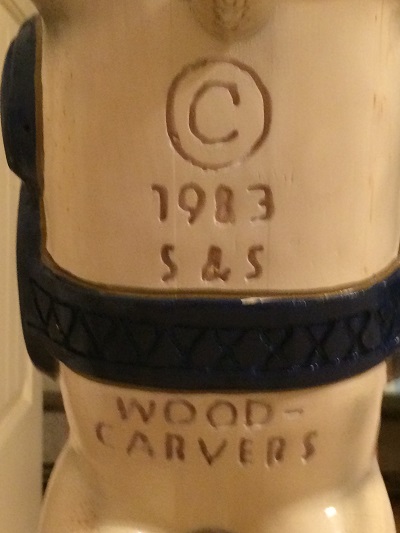 ©
1983
S & S
WOOD-
CARVERS